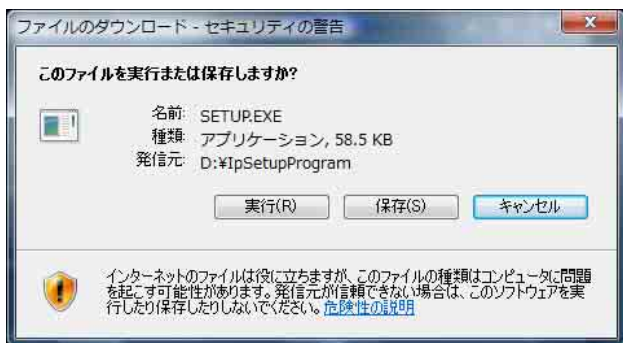 ファイルのダウンロード - セキュリティの警告
このファイルを実行または保存しますか?
名前: SETUP.EXE
種類: アプリケーション, 58.5 KB
発信元: D:¥IpSetupProgram
実行(R) 保存(S) キャンセル
インターネットのファイルは役に立ちますが、このファイルの種類はコンピュータに問題
を起こす可能性があります。発信元が信頼できない場合は、このソフトウェアを実
行したり保存したりしないでください。危険性の説明